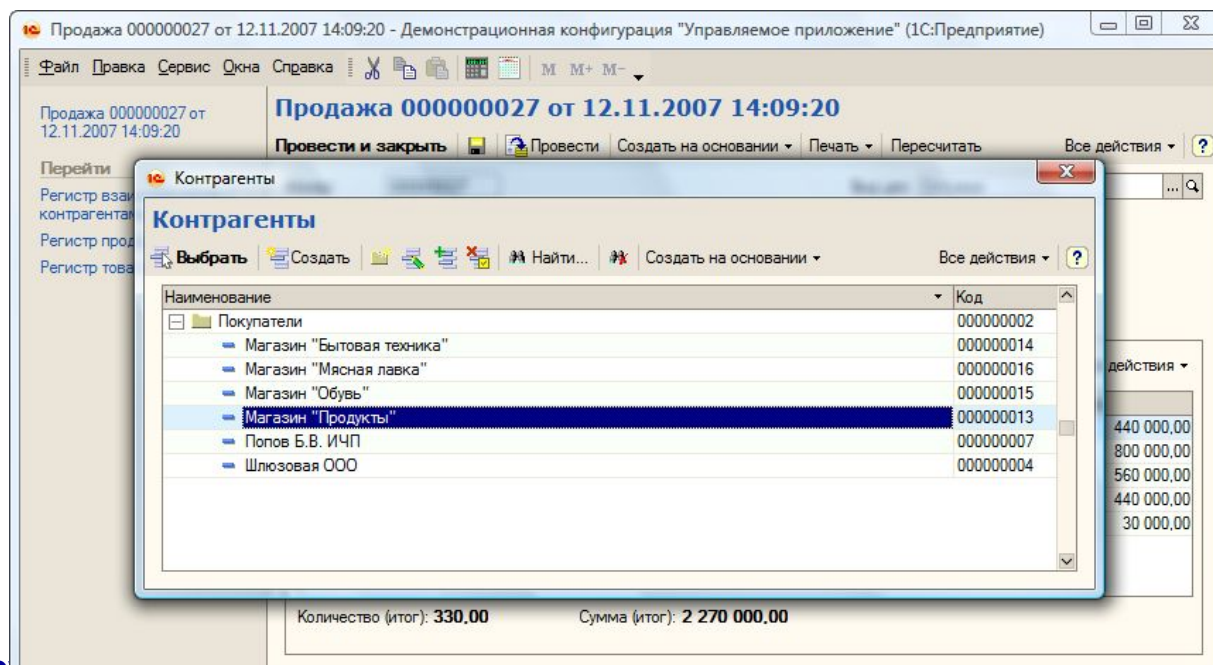 Продажа 000000027 от 12.11.2007 14:09:20 - Демонстрационная конфигурация "Управляемое приложение" (1С:Предприятие)
Файл Правка Сервис Окна Справка M M+ M-
Продажа 000000027 от
12.11.2007 14:09:20
Продажа 000000027 от 12.11.2007 14:09:20
Провести и закрыть Провести Создать на основании Печать Пересчитать Все действия ?
Перейти
Регистр
Регистр
Регистр
Контрагенты
Контрагенты
Выбрать Создать Найти... Создать на основании Все действия ?
Наименование Код
Покупатели 000000002
Магазин "Бытовая техника" 000000014
Магазин "Мясная лавка" 000000016
Магазин "Обувь" 000000015
Магазин "Продукты" 000000013
Попов Б.В. ИЧП 000000007
Шлюзовая ООО 000000004
действия
440 000,00
800 000,00
560 000,00
440 000,00
30 000,00
Количество (итог): 330,00 Сумма (итог): 2 270 000,00